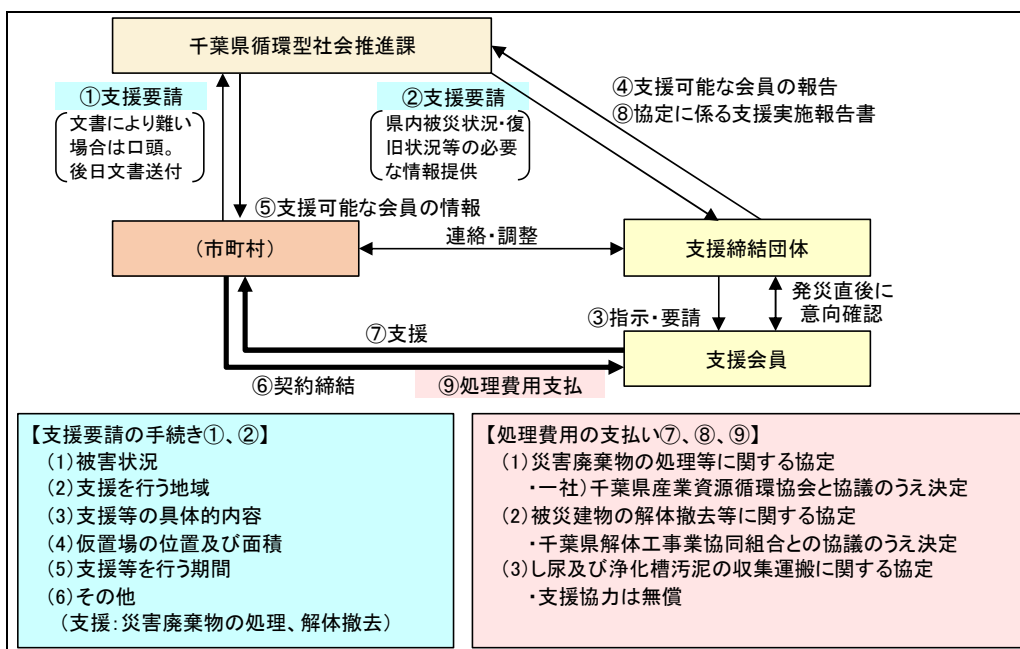 千葉県循環型社会推進課
①支援要請
文書により難い
場合は口頭。
後日文書送付
②支援要請
県内被災状況・復
旧状況等の必要
な情報提供
④支援可能な会員の報告
⑧協定に係る支援実施報告書
⑤支援可能な会員の情報
(市町村)
連絡・調整
支援締結団体
③指示・要請
発災直後に
意向確認
⑦支援
支援会員
⑥契約締結
⑨処理費用支払
【支援要請の手続き①、②】
(1)被害状況
(2)支援を行う地域
(3)支援等の具体的内容
(4)仮置場の位置及び面積
(5)支援等を行う期間
(6)その他
(支援:災害廃棄物の処理、解体撤去)
【処理費用の支払い⑦、⑧、⑨】
(1)災害廃棄物の処理等に関する協定
・一社)千葉県産業資源循環協会と協議のうえ決定
(2)被災建物の解体撤去等に関する協定
・千葉県解体工事業協同組合との協議のうえ決定
(3)し尿及び浄化槽汚泥の収集運搬に関する協定
・支援協力は無償